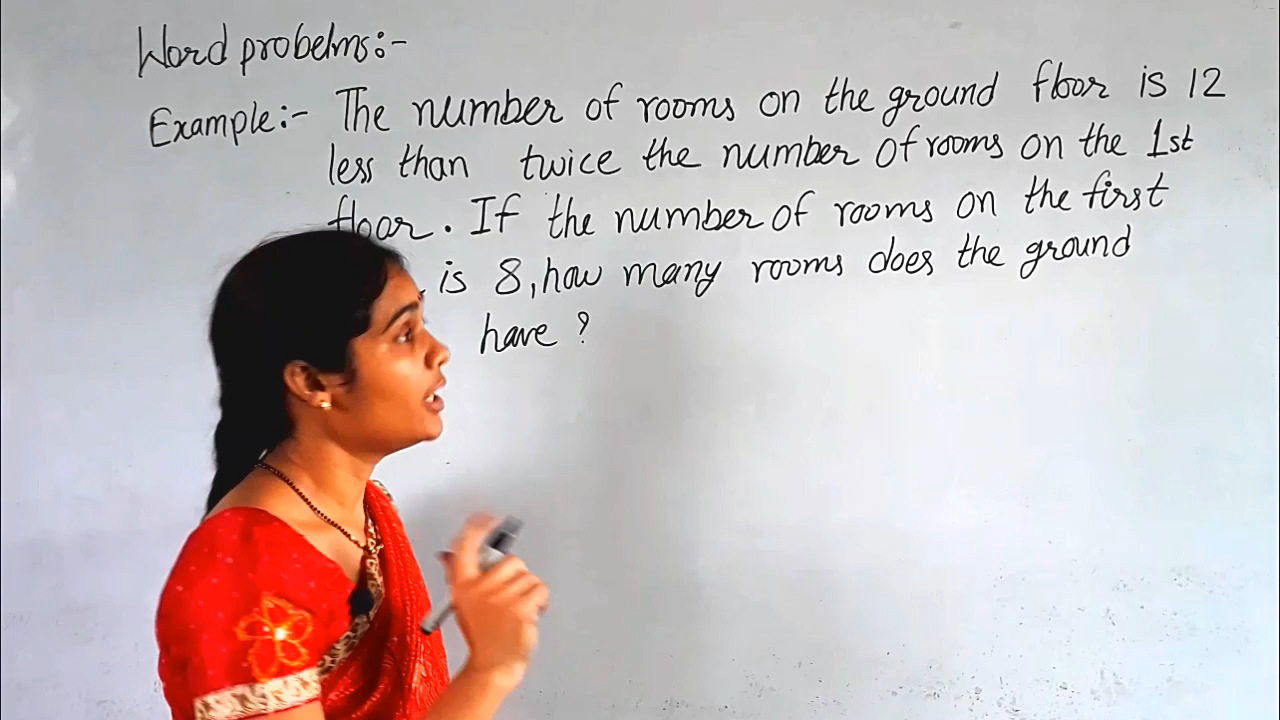 Word probelms:-
Example:- The number of rooms on the ground floor is 12
less than twice the number of rooms on the 1st
floor. If the number of rooms on the first
is 8, how many rooms does the ground
have ?